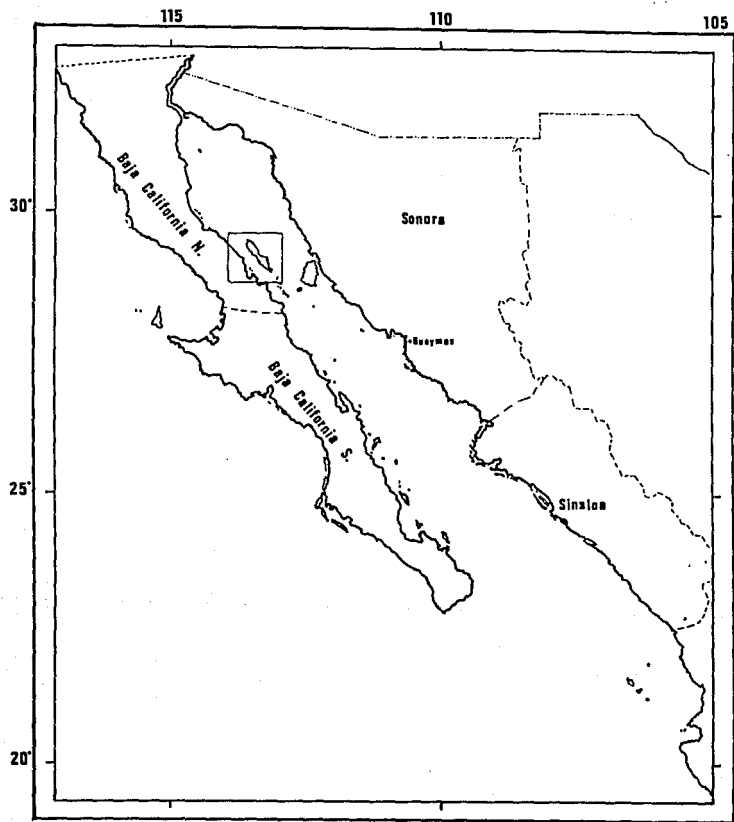 115 110 105
30°
Baja California N.
Sonora
Guaymas
Baja California S.
25°
Sinaloa
20°